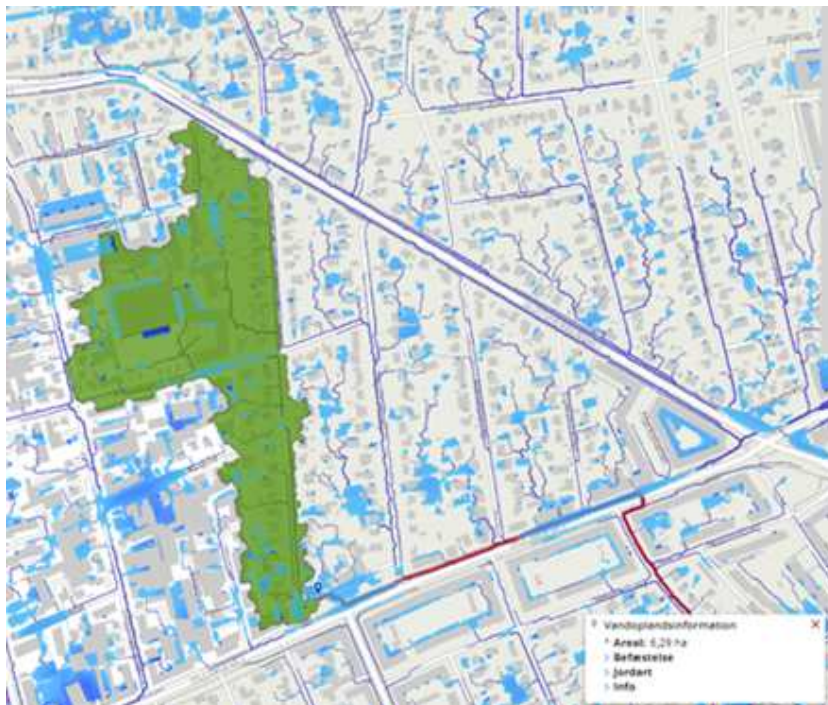 Vandoplandsinformation
Areal: 6,29 ha
Befæstelse
Jordart
Info